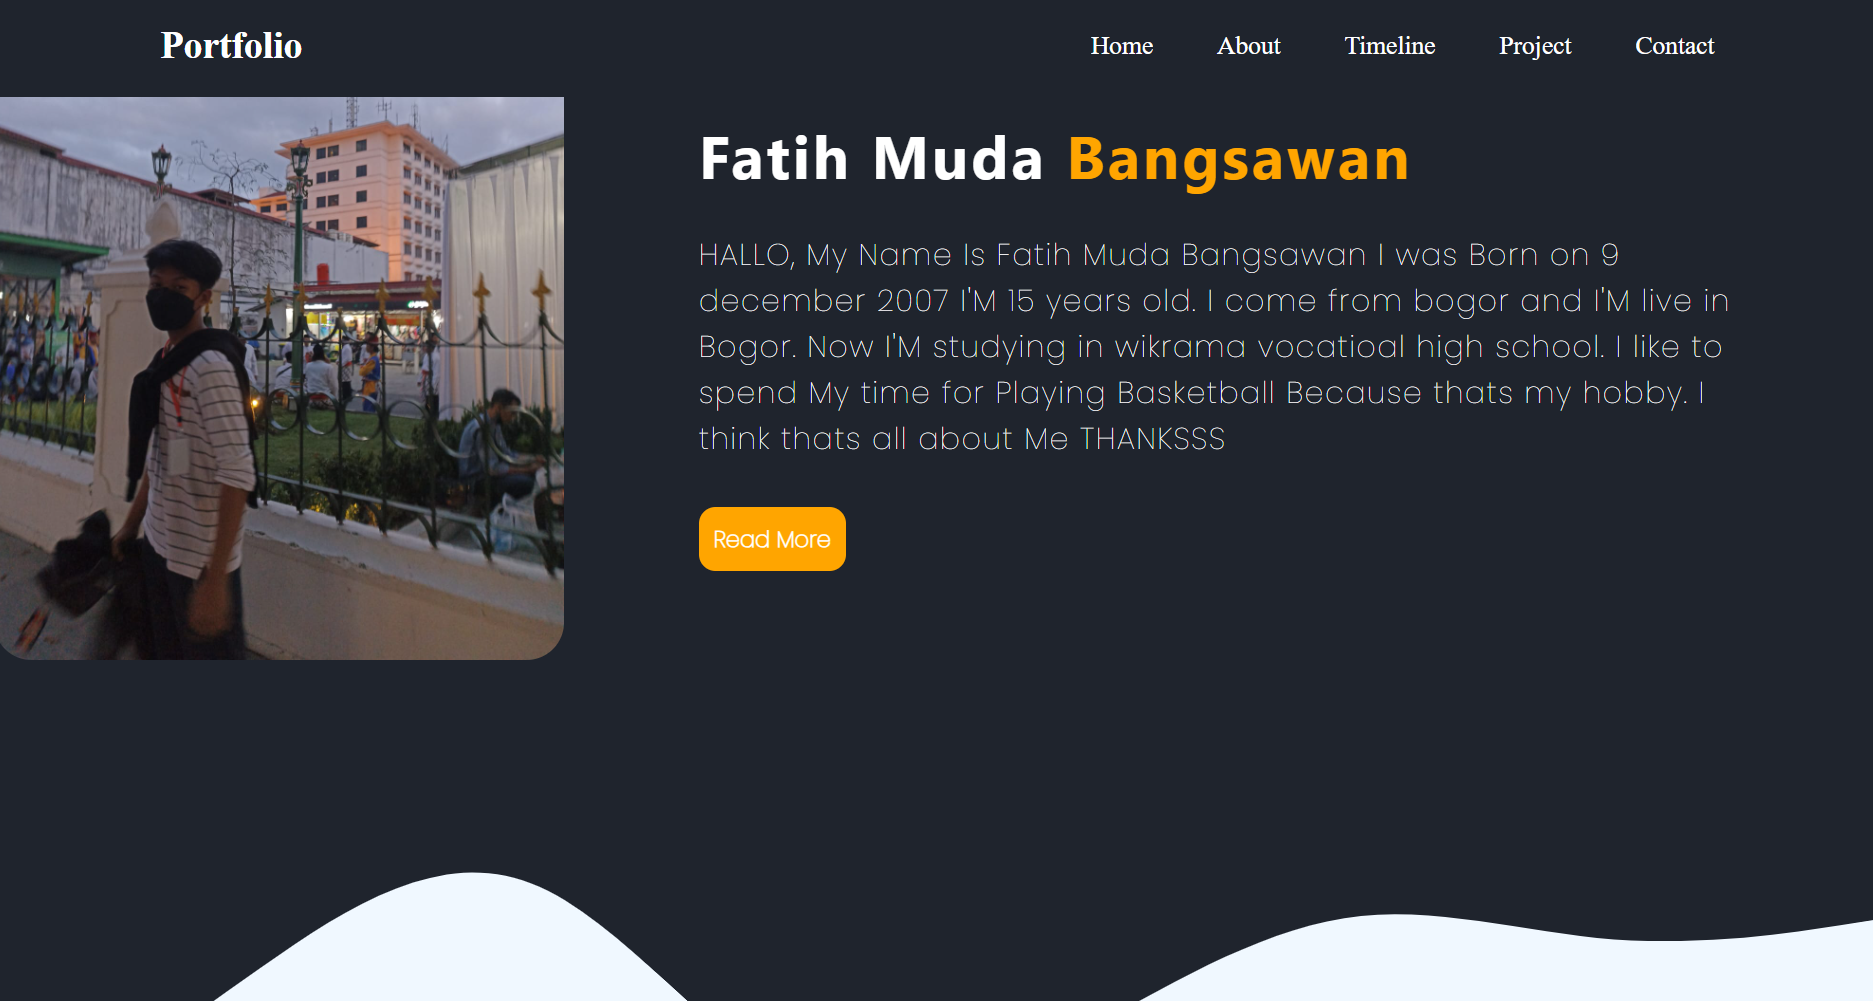 Portfolio
Home About Timeline Project Contact
Fatih Muda Bangsawan
HALLO, My Name Is Fatih Muda Bangsawan I was Born on 9
december 2007 I'M 15 years old. I come from bogor and I'M live in
Bogor. Now I'M studying in wikrama vocatioal high school. I like to
spend My time for Playing Basketball Because thats my hobby. I
think thats all about Me THANKSSS
Read More